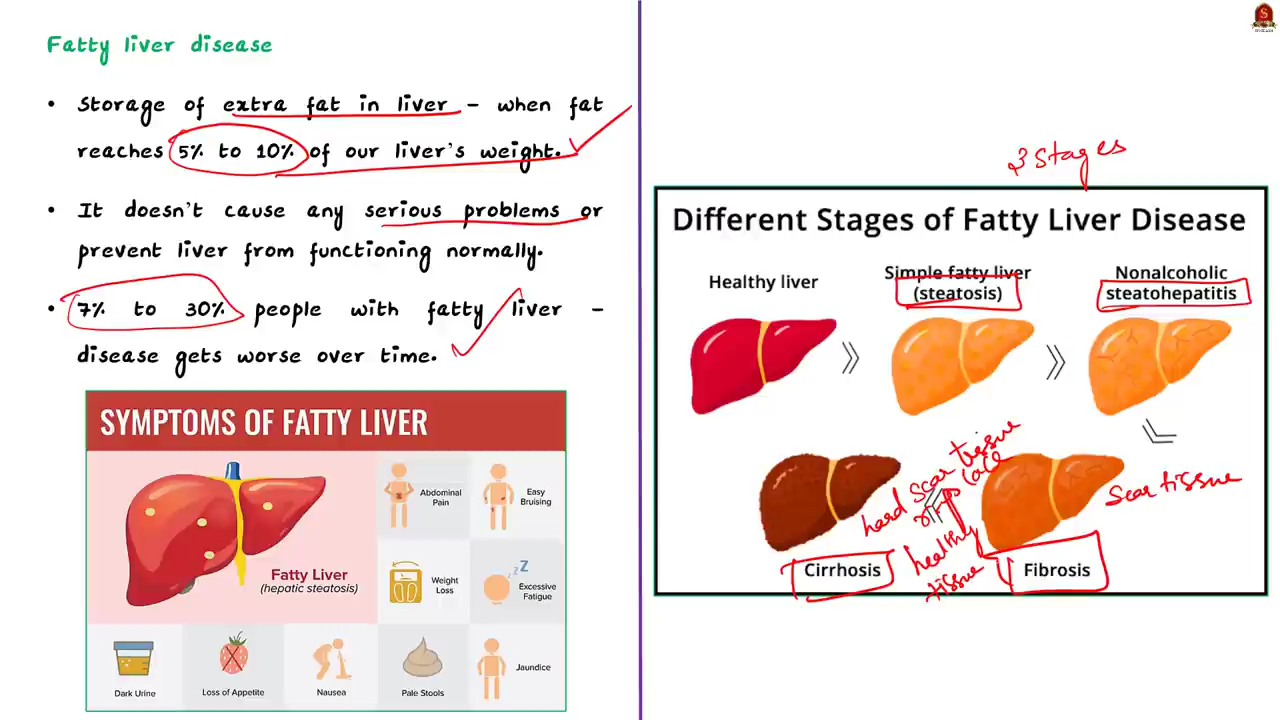 Fatty liver disease
• Storage of extra fat in liver – when fat
reaches 5% to 10% of our liver's weight.
• It doesn't cause any serious problems or
prevent liver from functioning normally.
• 7% to 30% people with fatty liver –
disease gets worse over time.
SYMPTOMS OF FATTY LIVER
Fatty Liver
(hepatic steatosis)
Abdominal
Pain
Easy
Bruising
Weight
Loss
Excessive
Fatigue
Dark Urine
Loss of Appetite
Nausea
Pale Stools
Jaundice
3 stages
Different Stages of Fatty Liver Disease
Healthy liver
Simple fatty liver
(steatosis)
Nonalcoholic
steatohepatitis
hard scar tissue
replace
healthy
tissue
scar tissue
Cirrhosis
Fibrosis